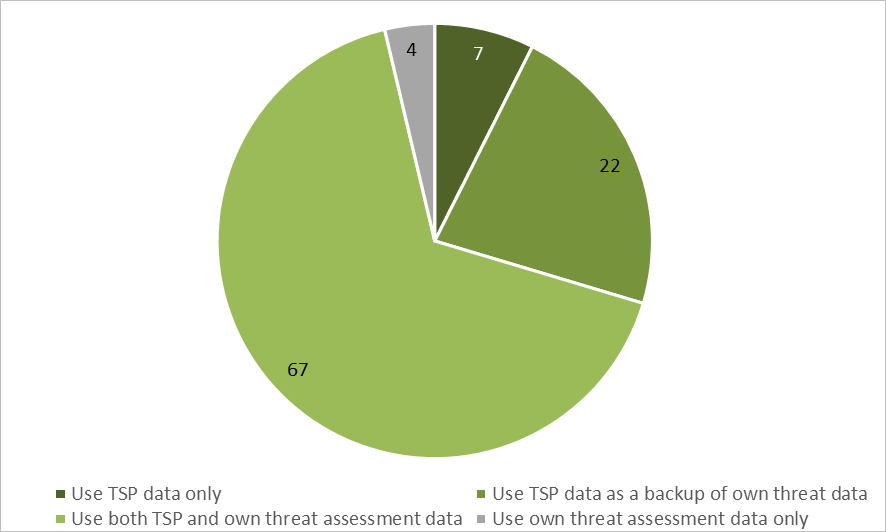 4
7
22
67
Use TSP data only
Use TSP data as a backup of own threat data
Use both TSP and own threat assessment data
Use own threat assessment data only